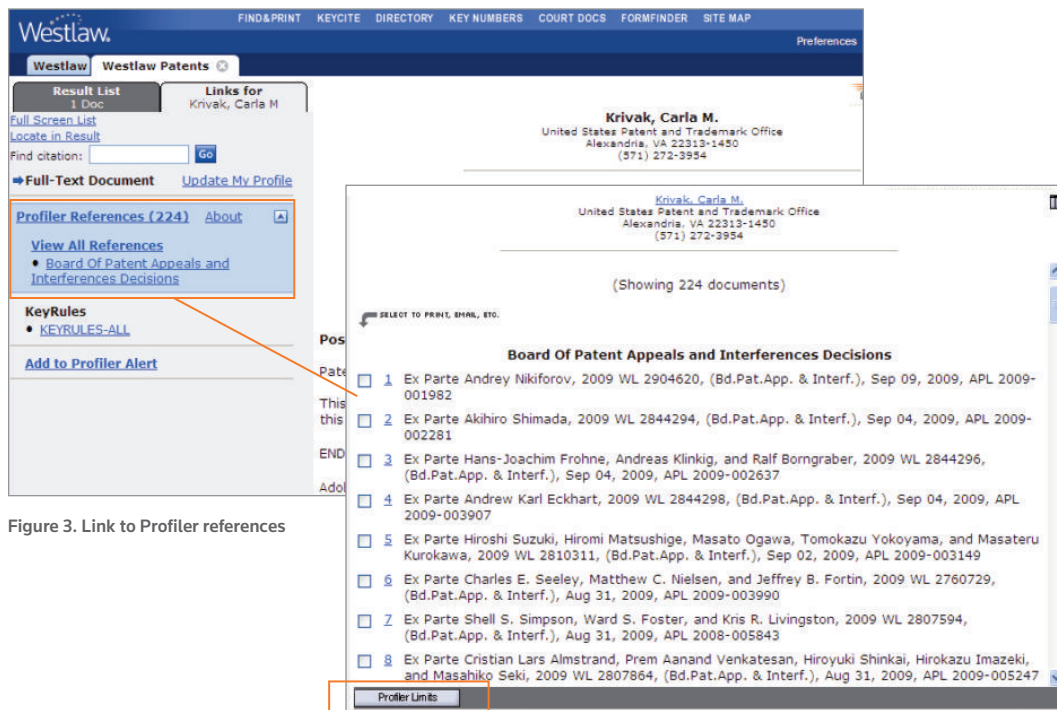 FIND&PRINT KEYCITE DIRECTORY KEY NUMBERS COURT DOCS FORMFINDER SITE MAP
Westlaw.
Preferences
Westlaw Westlaw Patents
Result List
1 Doc
Links for
Krivak, Carla M
Full Screen List
Locate in Result
Find citation: Go
Full-Text Document Update My Profile
Profiler References (224) About
View All References
• Board Of Patent Appeals and
Interferences Decisions
KeyRules
• KEYRULES-ALL
Add to Profiler Alert
Krivak, Carla M.
United States Patent and Trademark Office
Alexandria, VA 22313-1450
(571) 272-3954
Pos
Pate
This
this
END
Adol
Krivak, Carla M.
United States Patent and Trademark Office
Alexandria, VA 22313-1450
(571) 272-3954
(Showing 224 documents)
SELECT TO PRINT, EMAIL, ETC.
Board Of Patent Appeals and Interferences Decisions
1 Ex Parte Andrey Nikiforov, 2009 WL 2904620, (Bd.Pat.App. & Interf.), Sep 09, 2009, APL 2009-
001982
2 Ex Parte Akihiro Shimada, 2009 WL 2844294, (Bd.Pat.App. & Interf.), Sep 04, 2009, APL 2009-
002281
3 Ex Parte Hans-Joachim Frohne, Andreas Klinkig, and Ralf Borngraber, 2009 WL 2844296,
(Bd.Pat.App. & Interf.), Sep 04, 2009, APL 2009-002637
4 Ex Parte Andrew Karl Eckhart, 2009 WL 2844298, (Bd.Pat.App. & Interf.), Sep 04, 2009, APL
2009-003907
5 Ex Parte Hiroshi Suzuki, Hiromi Matsushige, Masato Ogawa, Tomokazu Yokoyama, and Masateru
Kurokawa, 2009 WL 2810311, (Bd.Pat.App. & Interf.), Sep 02, 2009, APL 2009-003149
6 Ex Parte Charles E. Seeley, Matthew C. Nielsen, and Jeffrey B. Fortin, 2009 WL 2760729,
(Bd.Pat.App. & Interf.), Aug 31, 2009, APL 2009-003990
7 Ex Parte Shell S. Simpson, Ward S. Foster, and Kris R. Livingston, 2009 WL 2807594,
(Bd.Pat.App. & Interf.), Aug 31, 2009, APL 2008-005843
8 Ex Parte Cristian Lars Almstrand, Prem Aanand Venkatesan, Hiroyuki Shinkai, Hirokazu Imazeki,
and Masahiko Seki, 2009 WL 2807864, (Bd.Pat.App. & Interf.), Aug 31, 2009, APL 2009-005247
Profiler Limits
Figure 3. Link to Profiler references